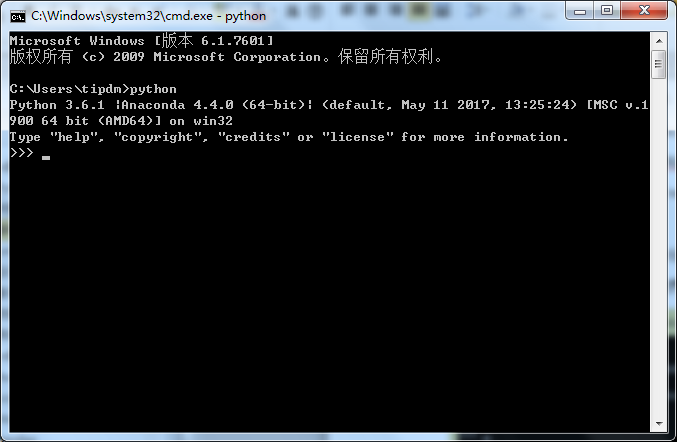 C:\Windows\system32\cmd.exe - python
Microsoft Windows [版本 6.1.7601]
版权所有 (c) 2009 Microsoft Corporation。保留所有权利。
C:\Users\tipdm>python
Python 3.6.1 |Anaconda 4.4.0 (64-bit)| (default, May 11 2017, 13:25:24) [MSC v.1
900 64 bit (AMD64)] on win32
Type "help", "copyright", "credits" or "license" for more information.
>>>